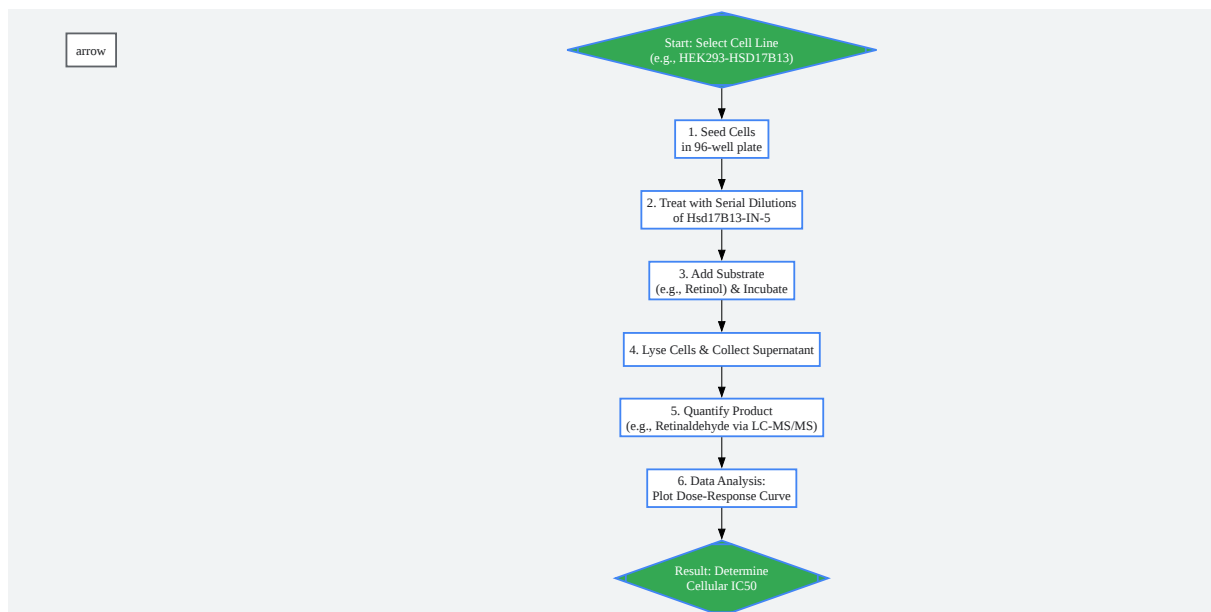 arrow
Start: Select Cell Line
(e.g., HEK293-HSD17B13)
1. Seed Cells
in 96-well plate
2. Treat with Serial Dilutions
of Hsd17B13-IN-5
3. Add Substrate
(e.g., Retinol) & Incubate
4. Lyse Cells & Collect Supernatant
5. Quantify Product
(e.g., Retinaldehyde via LC-MS/MS)
6. Data Analysis:
Plot Dose-Response Curve
Result: Determine
Cellular IC50